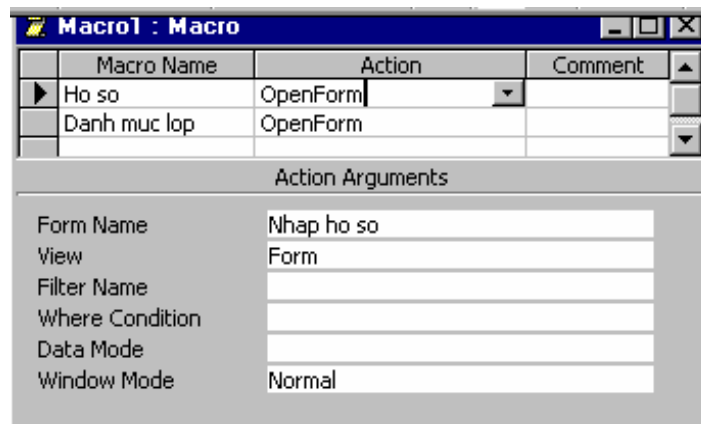 Macro1 : Macro
Macro Name Action Comment
Ho so OpenForm
Danh muc lop OpenForm
Action Arguments
Form Name Nhap ho so
View Form
Filter Name
Where Condition
Data Mode
Window Mode Normal